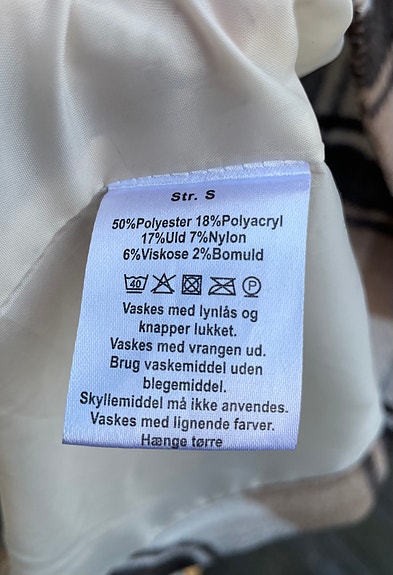 Str. S
50%Polyester 18%Polyacryl
17%Uld 7%Nylon
6%Viskose 2%Bomuld
40 P
Vaskes med lynlås og
knapper lukket.
Vaskes med vrangen ud.
Brug vaskemiddel uden
blegemiddel.
Skyllemiddel må ikke anvendes.
Vaskes med lignende farver.
Hænge tørre